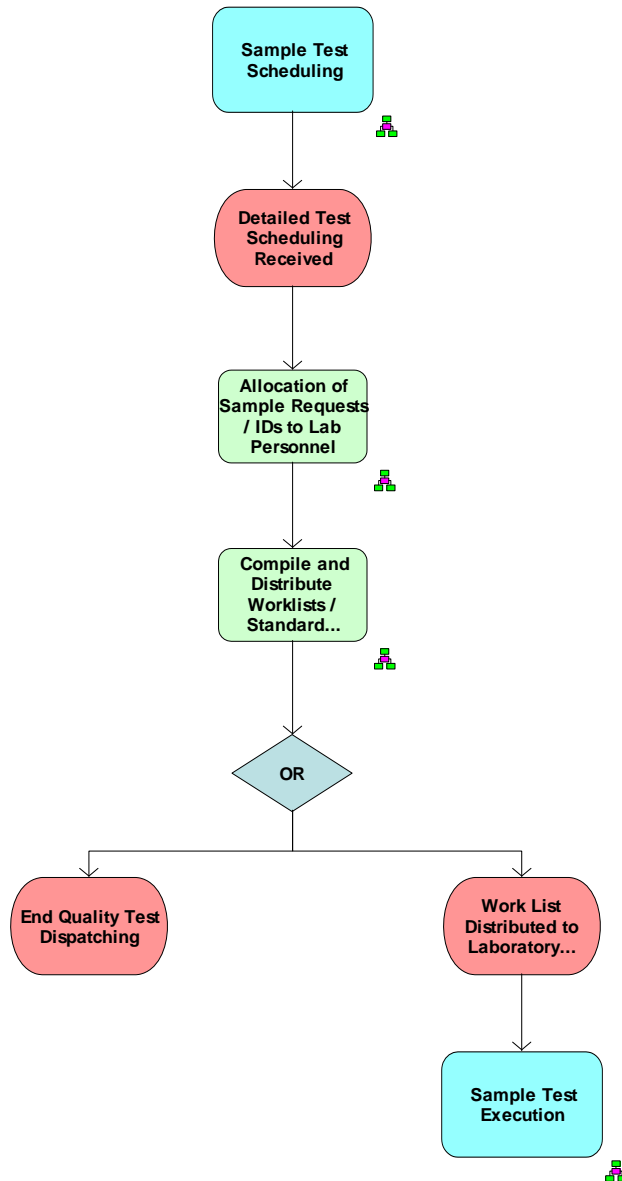 Sample Test
Scheduling
Detailed Test
Scheduling
Received
Allocation of
Sample Requests
/ IDs to Lab
Personnel
Compile and
Distribute
Worklists /
Standard...
OR
End Quality Test
Dispatching
Work List
Distributed to
Laboratory...
Sample Test
Execution